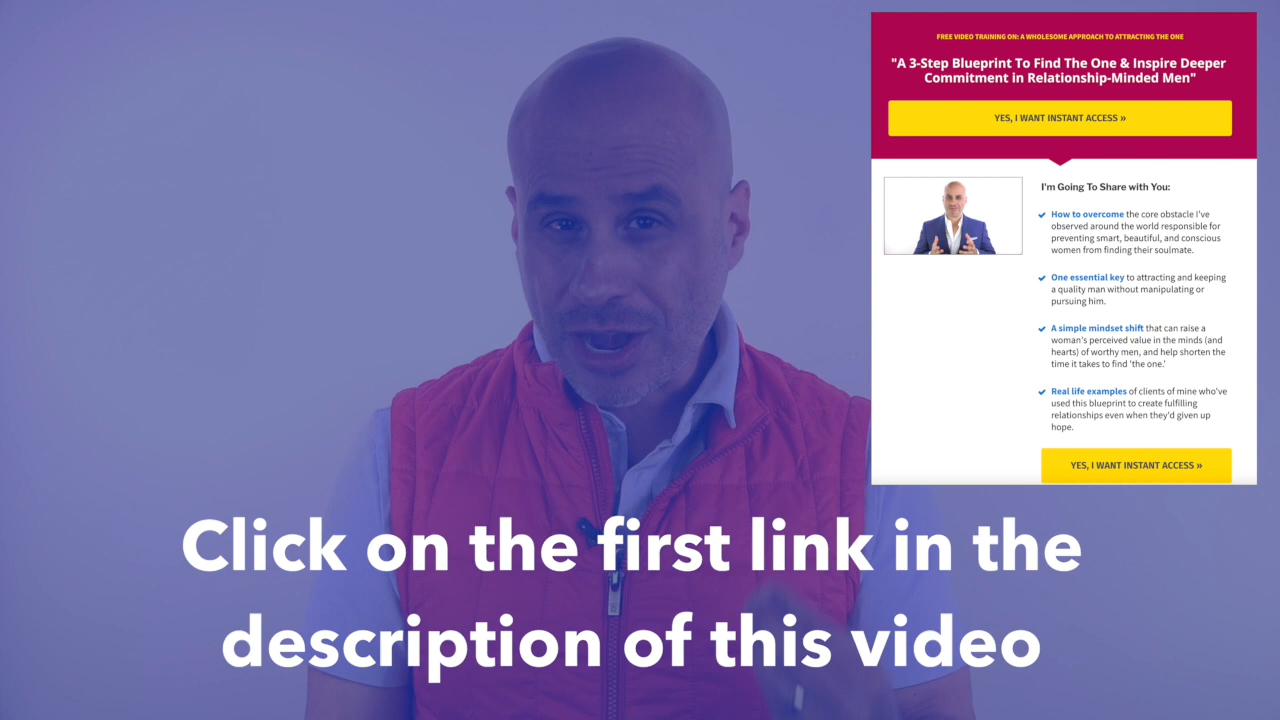 FREE VIDEO TRAINING ON: A WHOLESOME APPROACH TO ATTRACTING THE ONE
"A 3-Step Blueprint To Find The One & Inspire Deeper
Commitment in Relationship-Minded Men"
YES, I WANT INSTANT ACCESS »
I'm Going To Share with You:
How to overcome the core obstacle I've
observed around the world responsible for
preventing smart, beautiful, and conscious
women from finding their soulmate.
One essential key to attracting and keeping
a quality man without manipulating or
pursuing him.
A simple mindset shift that can raise a
woman's perceived value in the minds (and
hearts) of worthy men, and help shorten the
time it takes to find 'the one.'
Real life examples of clients of mine who've
used this blueprint to create fulfilling
relationships even when they'd given up
hope.
YES, I WANT INSTANT ACCESS »
Click on the first link in the
description of this video